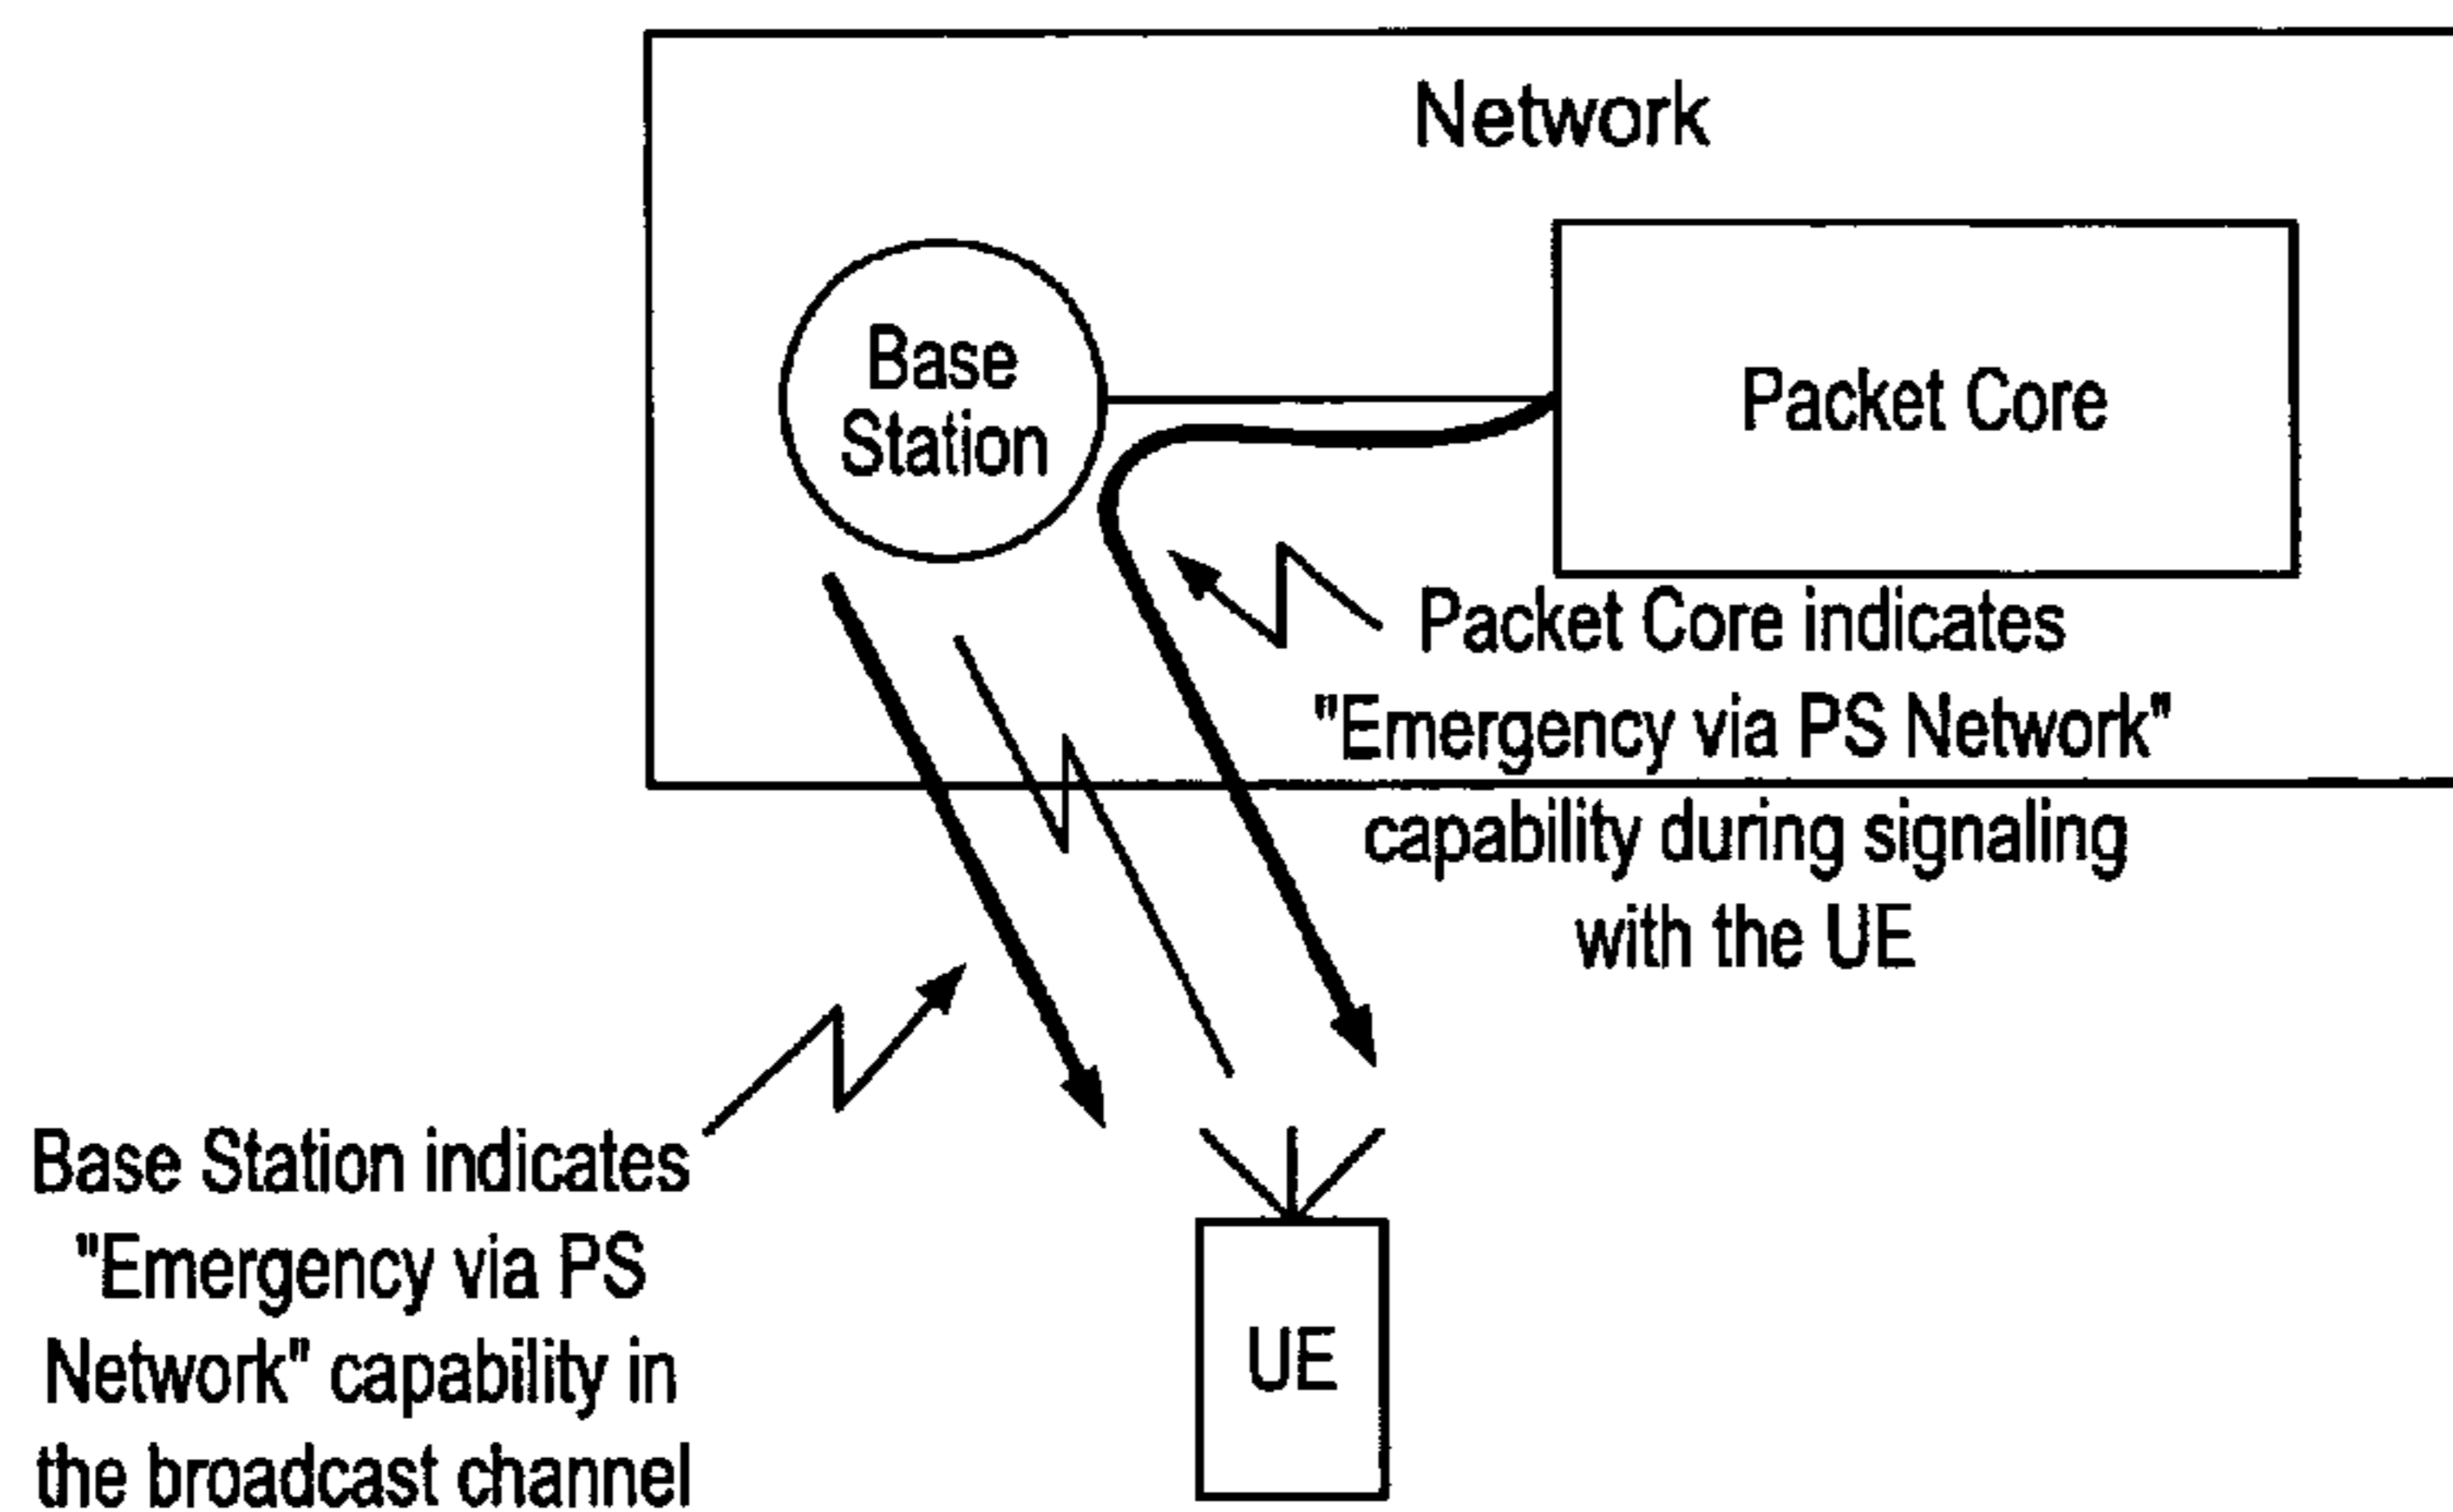 Network
Base
Station
Packet Core
Packet Core indicates
"Emergency via PS Network"
capability during signaling
with the UE
Base Station indicates
"Emergency via PS
Network" capability in
the broadcast channel
UE